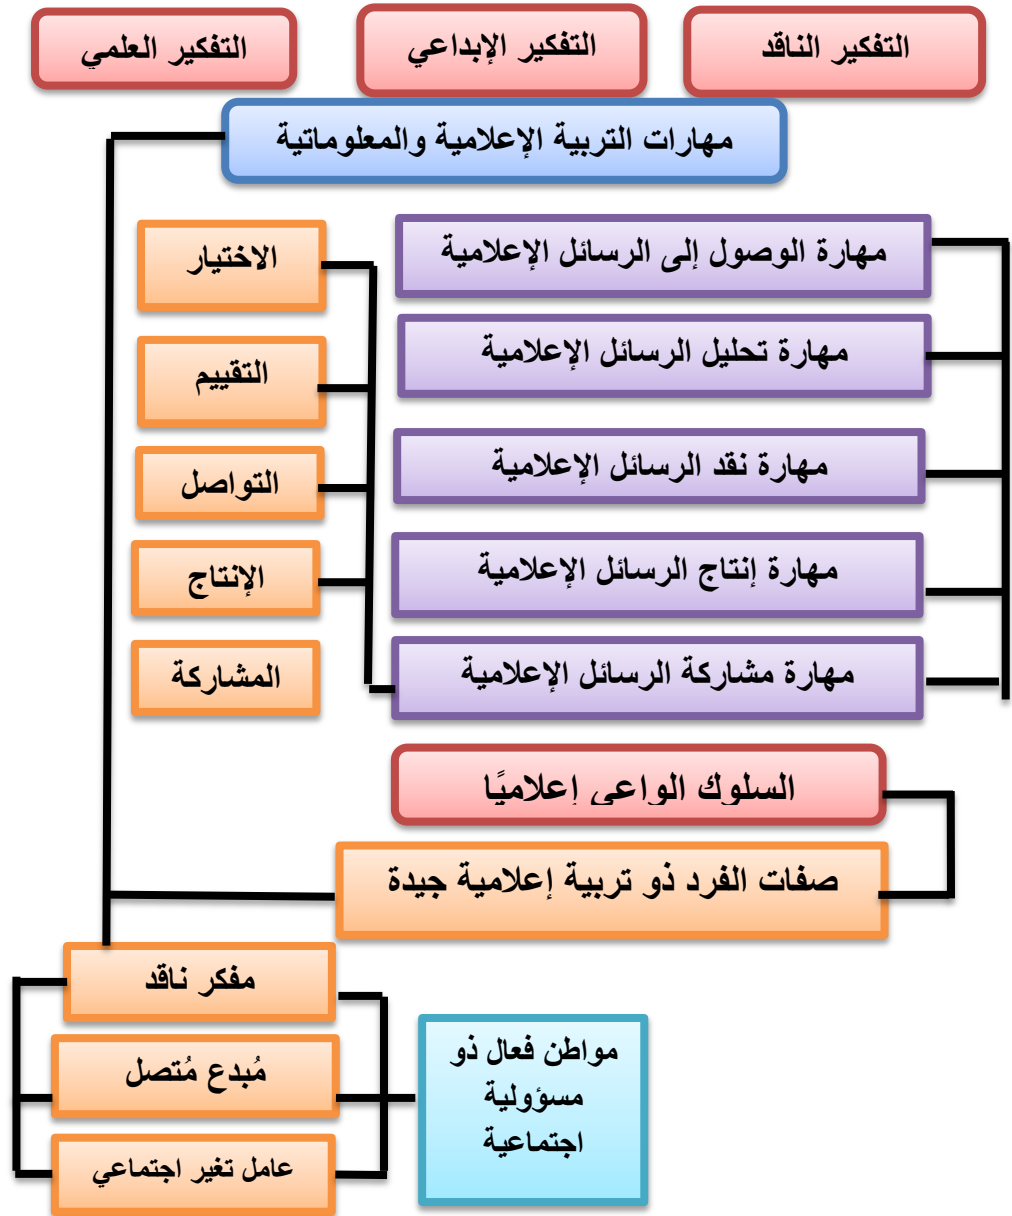 التفكير الناقد
التفكير الإبداعي
التفكير العلمي
مهارات التربية الإعلامية والمعلوماتية
مهارة الوصول إلى الرسائل الإعلامية
الاختيار
مهارة تحليل الرسائل الإعلامية
التقييم
مهارة نقد الرسائل الإعلامية
التواصل
مهارة إنتاج الرسائل الإعلامية
الإنتاج
مهارة مشاركة الرسائل الإعلامية
المشاركة
السلوك الواعي إعلاميًا
صفات الفرد ذو تربية إعلامية جيدة
مفكر ناقد
مُبدع مُتصل
عامل تغير اجتماعي
مواطن فعال ذو
مسؤولية
اجتماعية